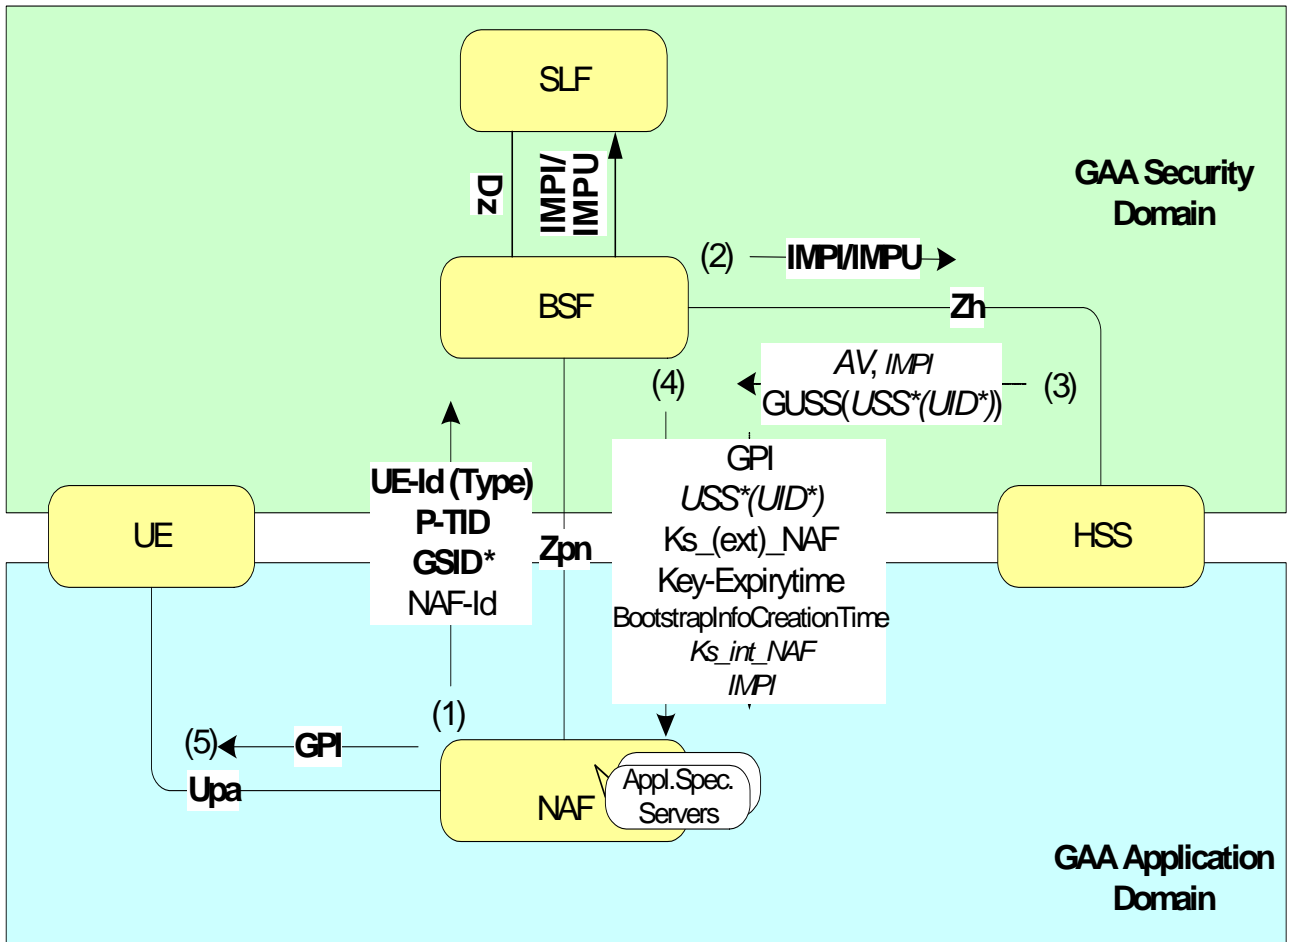 SLF
Dz
IMPI/
IMPU
GAA Security
Domain
(2)
IMPI/IMPU
BSF
Zh
AV, IMPI
GUSS(USS*(UID*))
(3)
(4)
UE-Id (Type)
P-TID
GSID*
NAF-Id
Zpn
GPI
USS*(UID*)
Ks_(ext)_NAF
Key-Expirytime
BootstrapInfoCreationTime
Ks_int_NAF
IMPI
UE
HSS
(1)
(5)
GPI
Upa
NAF
Appl.Spec.
Servers
GAA Application
Domain